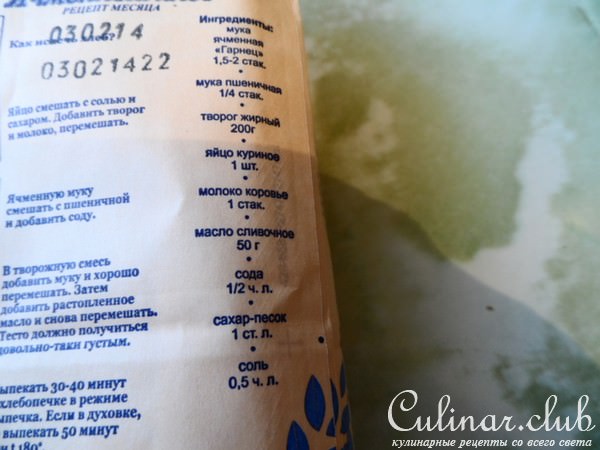 РЕЦЕПТ МЕСЯЦА
030214
03021422
Яйцо смешать с солью и
сахаром. Добавить творог
и молоко, перемешать.
Ячменную муку
смешать с пшеничной
и добавить соду.
В творожную смесь
добавить муку и хорошо
перемешать. Затем
добавить растопленное
масло и снова перемешать.
Тесто должно получиться
довольно-таки густым.
выпекать 30-40 минут
хлебопечке в режиме
выпечка. Если в духовке,
выпекать 50 минут
t 180°.
Ингредиенты:
мука
ячменная
«Гарнец»
1,5-2 стак.
•
мука пшеничная
1/4 стак.
•
творог жирный
200г
•
яйцо куриное
1 шт.
•
молоко коровье
1 стак.
•
масло сливочное
50 г
•
сода
1/2 ч. л.
•
сахар-песок
1 ст. л.
•
соль
0,5 ч. л.
Culinar.club
кулинарные рецепты со всего света